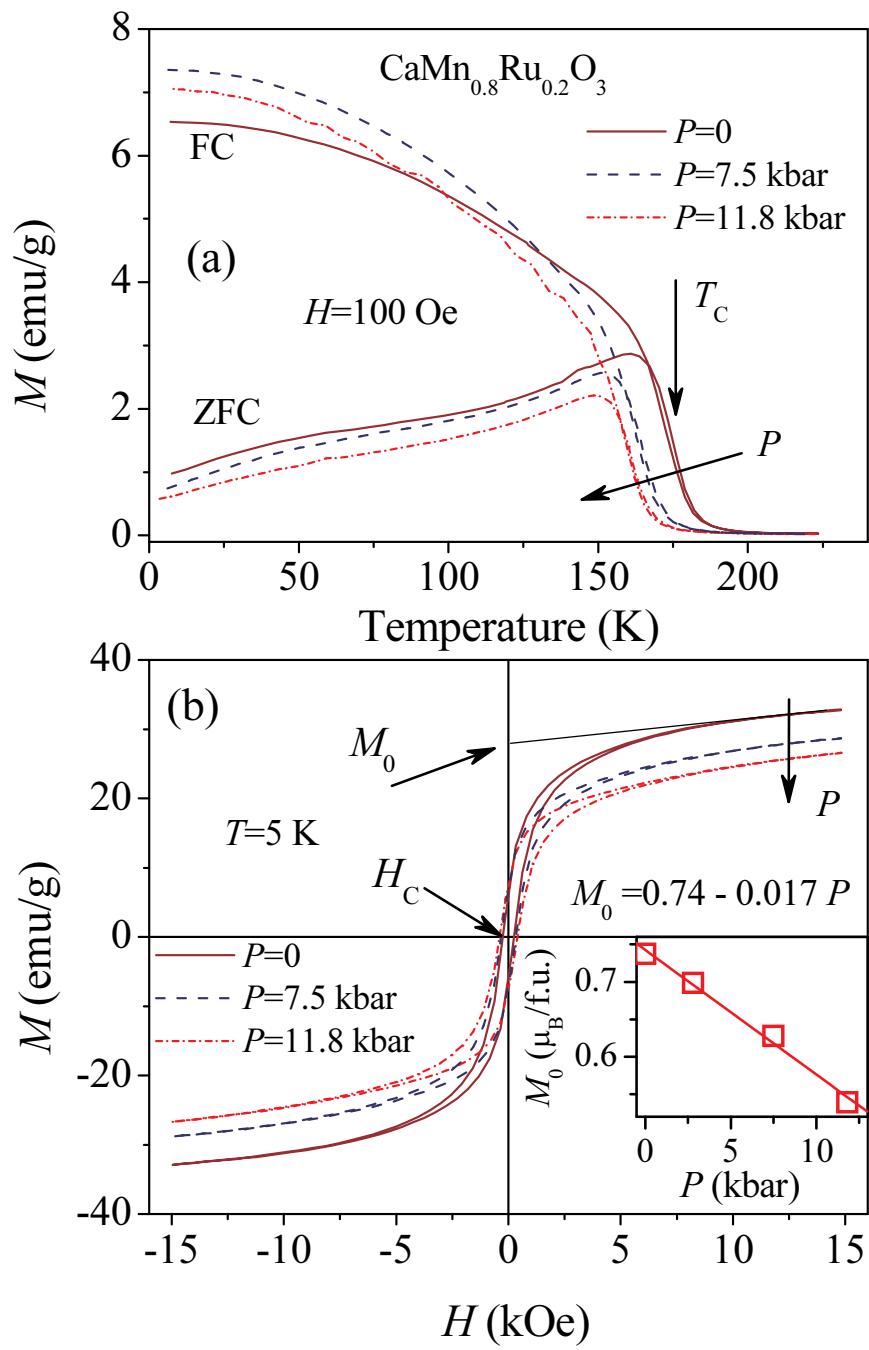 8
6
4
2
0
M (emu/g)
CaMn0.8Ru0.2O3
P=0
P=7.5 kbar
P=11.8 kbar
FC
(a)
H=100 Oe
TC
ZFC
P
0 50 100 150 200
Temperature (K)
40
20
0
-20
-40
M (emu/g)
(b)
M0
P
T=5 K
HC
M0 =0.74 - 0.017 P
P=0
P=7.5 kbar
P=11.8 kbar
M0 (μB/f.u.)
0.7
0.6
0 5 10
P (kbar)
-15 -10 -5 0 5 10 15
H (kOe)